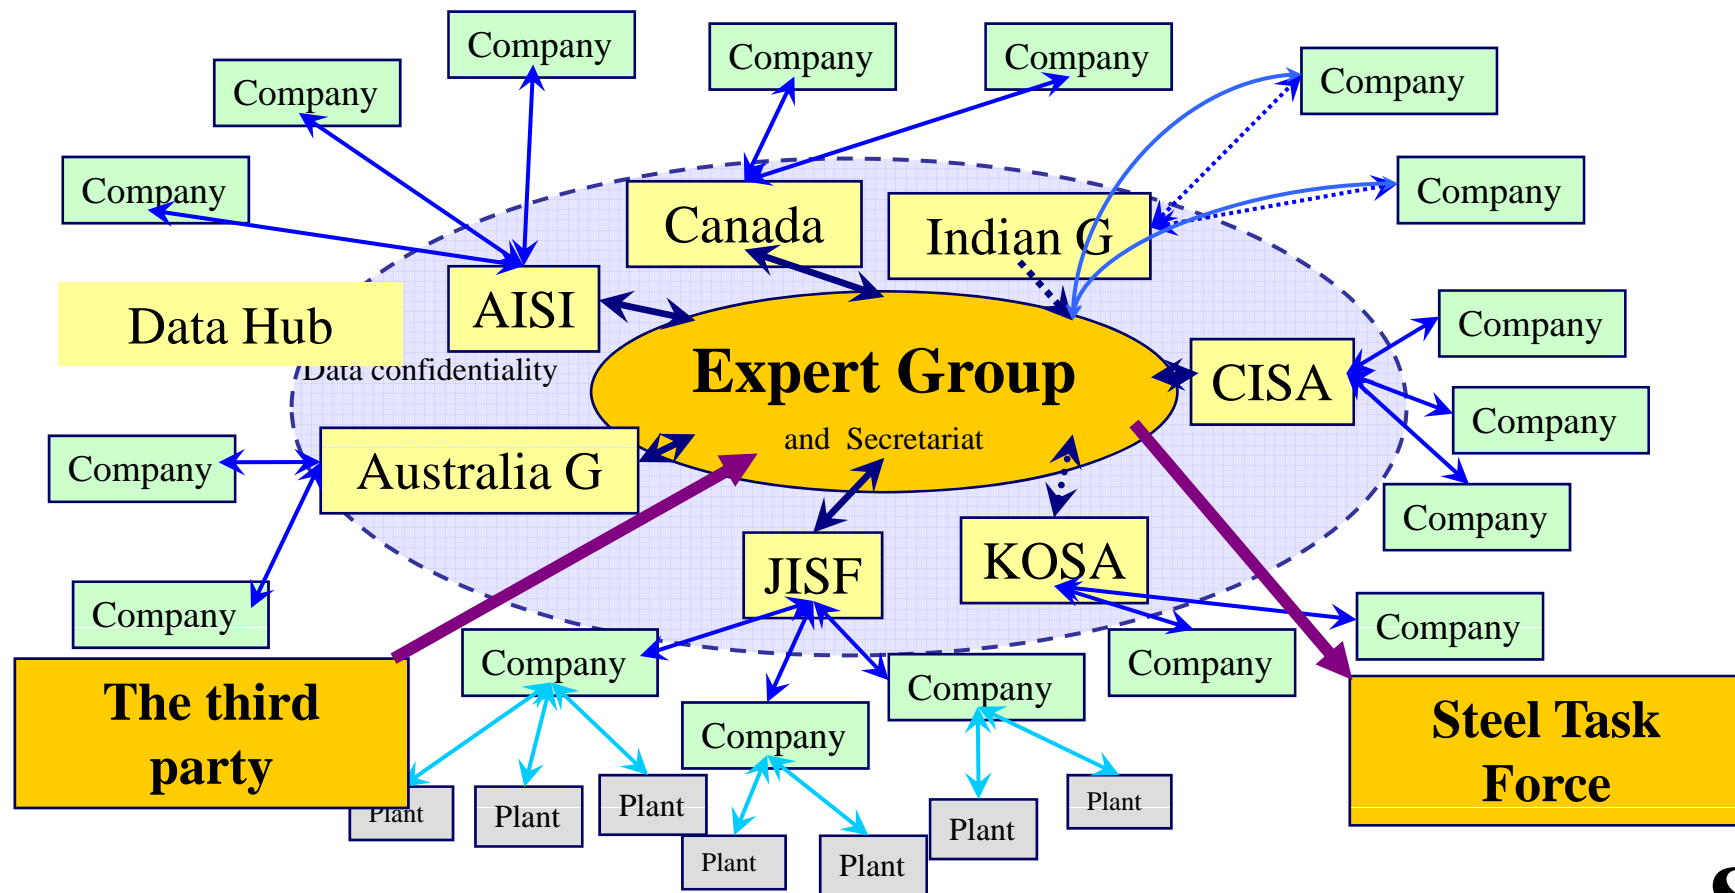 Company
Company
Company
Company
Company
Company
Company
Company
Canada
Indian G
AISI
Data Hub
Data confidentiality
Expert Group
and Secretariat
CISA
Company
Company
Company
Company
Australia G
JISF
KOSA
Company
Company
Company
Company
Company
Company
The third
party
Steel Task
Force
Plant
Plant
Plant
Plant
Plant
Plant
Plant